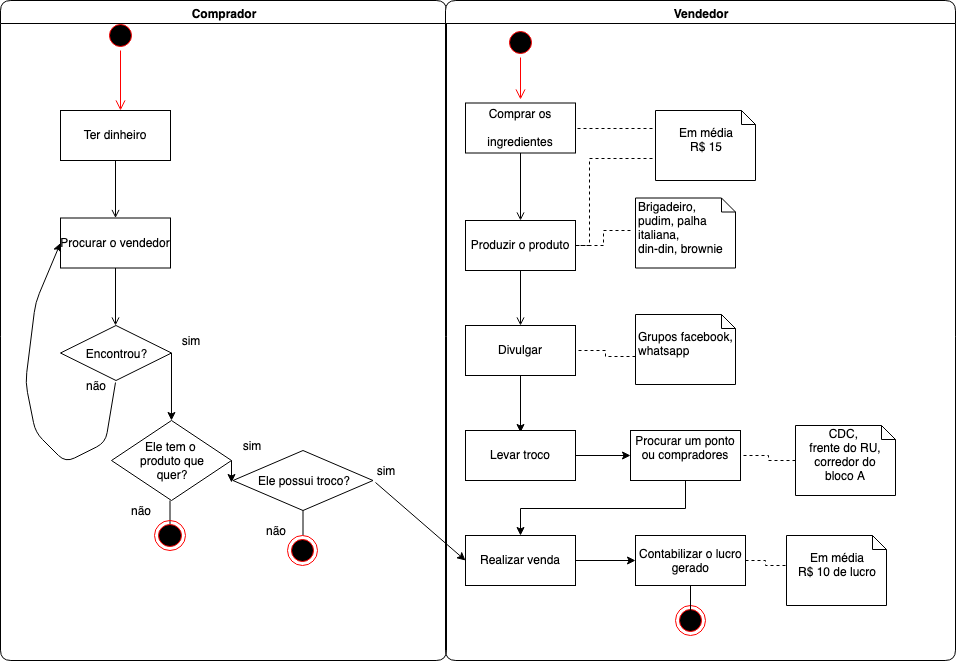 Comprador
Ter dinheiro
Procurar o vendedor
Encontrou?
sim
não
Ele tem o
produto que
quer?
sim
não
Ele possui troco?
sim
não
Vendedor
Comprar os
ingredientes
Em média
R$ 15
Produzir o produto
Brigadeiro,
pudim, palha
italiana,
din-din, brownie
Divulgar
Grupos facebook,
whatsapp
Levar troco
Procurar um ponto
ou compradores
CDC,
frente do RU,
corredor do
bloco A
Realizar venda
Contabilizar o lucro
gerado
Em média
R$ 10 de lucro